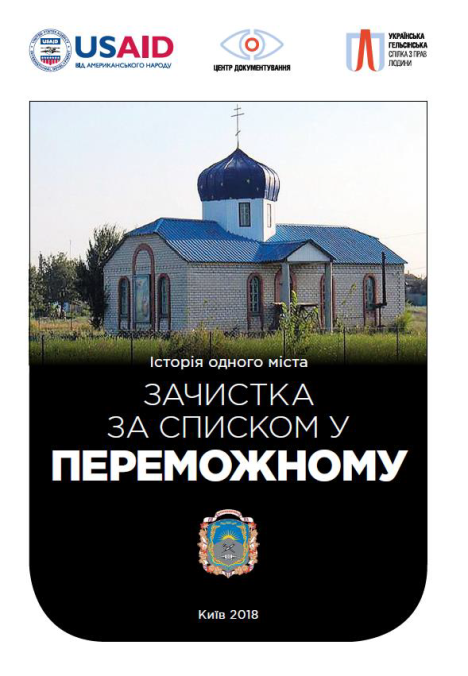 USAID
ВІД АМЕРИКАНСЬКОГО НАРОДУ
ЦЕНТР ДОКУМЕНТУВАННЯ
УКРАЇНСЬКА
ГЕЛЬСІНСЬКА
СПІЛКА З ПРАВ
ЛЮДИНИ
Історія одного міста
ЗАЧИСТКА
ЗА СПИСКОМ У
ПЕРЕМОЖНОМУ
Київ 2018